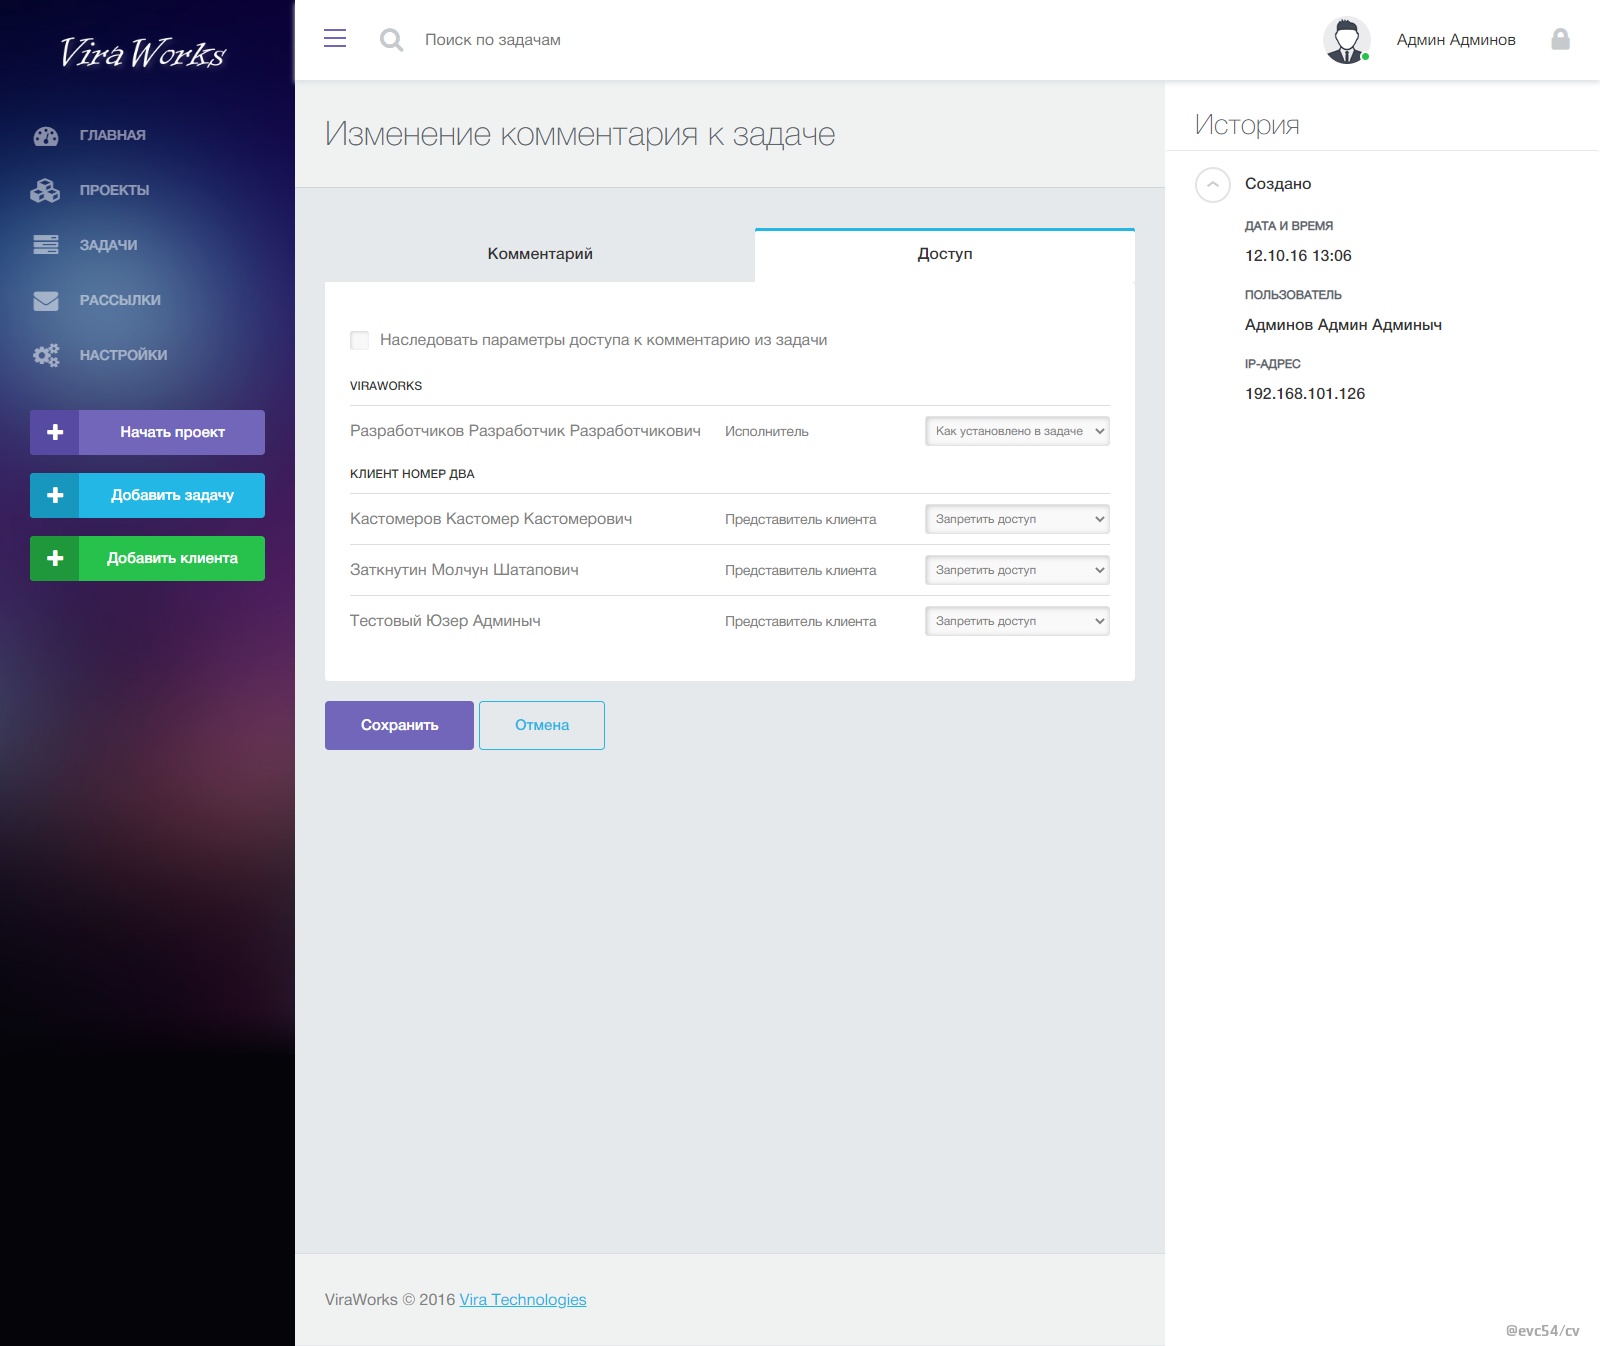 Vira Works
ГЛАВНАЯ
ПРОЕКТЫ
ЗАДАЧИ
РАССЫЛКИ
НАСТРОЙКИ
Начать проект
Добавить задачу
Добавить клиента
Поиск по задачам
Админ Админов
Изменение комментария к задаче
Комментарий
Доступ
Наследовать параметры доступа к комментарию из задачи
VIRAWORKS
Разработчиков Разработчик Разработчикович Исполнитель Как установлено в задаче
КЛИЕНТ НОМЕР ДВА
Кастомеров Кастомер Кастомерович Представитель клиента Запретить доступ
Заткнутин Молчун Шатапович Представитель клиента Запретить доступ
Тестовый Юзер Админыч Представитель клиента Запретить доступ
Сохранить
Отмена
История
Создано
ДАТА И ВРЕМЯ
12.10.16 13:06
ПОЛЬЗОВАТЕЛЬ
Админов Админ Админыч
IP-АДРЕС
192.168.101.126
ViraWorks © 2016 Vira Technologies
@evc54/cv